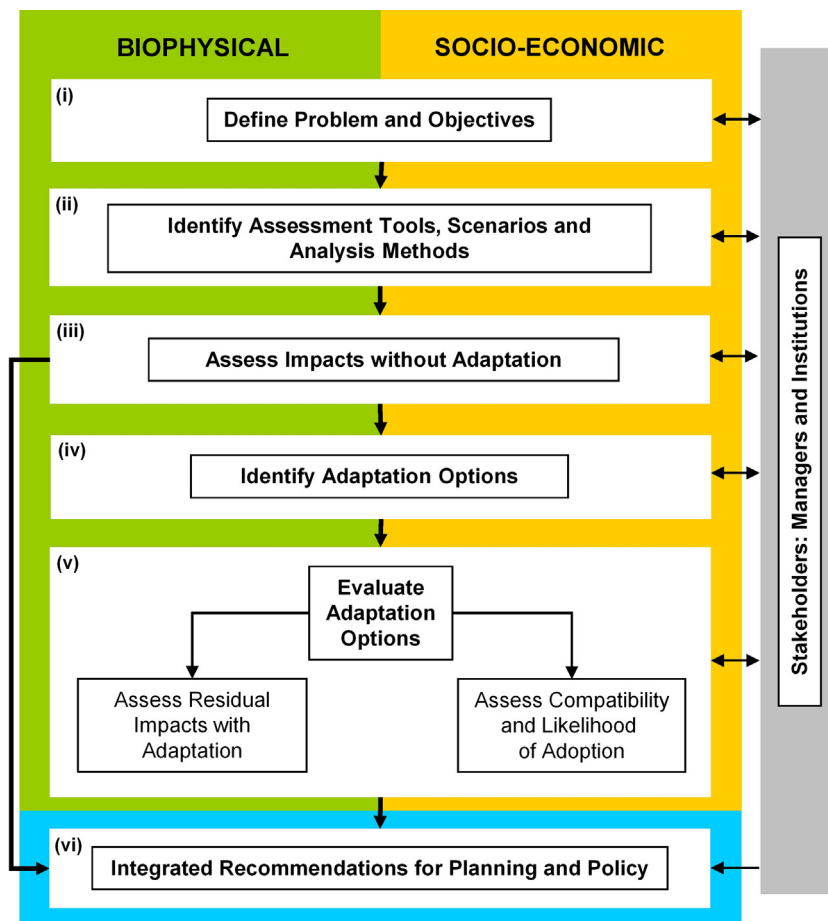 BIOPHYSICAL
SOCIO-ECONOMIC
(i)
Define Problem and Objectives
(ii)
Identify Assessment Tools, Scenarios and
Analysis Methods
(iii)
Assess Impacts without Adaptation
(iv)
Identify Adaptation Options
(v)
Evaluate
Adaptation
Options
Assess Residual
Impacts with
Adaptation
Assess Compatibility
and Likelihood
of Adoption
(vi)
Integrated Recommendations for Planning and Policy
Stakeholders: Managers and Institutions